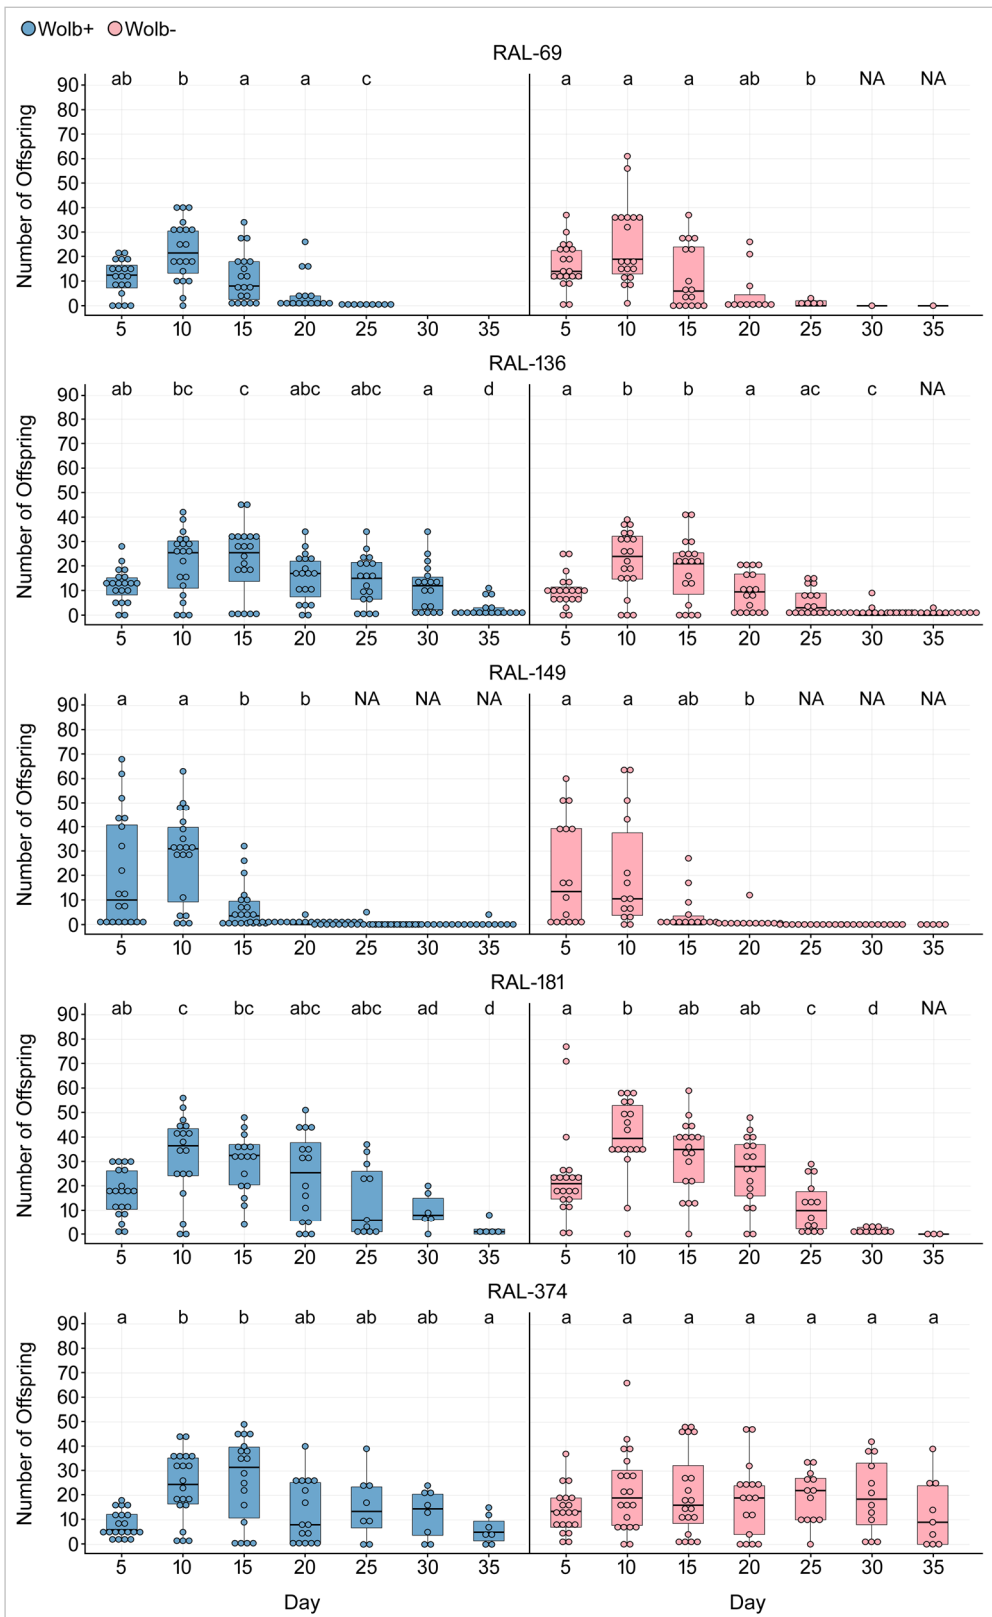 Wolb+ Wolb-
RAL-69
ab b a a c a a a ab b NA NA
Number of Offspring
90
80
70
60
50
40
30
20
10
0
5 10 15 20 25 30 35 5 10 15 20 25 30 35
RAL-136
ab bc c abc abc a d a b b a ac c NA
Number of Offspring
90
80
70
60
50
40
30
20
10
0
5 10 15 20 25 30 35 5 10 15 20 25 30 35
RAL-149
a a b b NA NA NA a a ab b NA NA NA
Number of Offspring
90
80
70
60
50
40
30
20
10
0
5 10 15 20 25 30 35 5 10 15 20 25 30 35
RAL-181
ab c bc abc abc ad d a b ab ab c d NA
Number of Offspring
90
80
70
60
50
40
30
20
10
0
5 10 15 20 25 30 35 5 10 15 20 25 30 35
RAL-374
a b b ab ab ab a a a a a a a a
Number of Offspring
90
80
70
60
50
40
30
20
10
0
5 10 15 20 25 30 35 5 10 15 20 25 30 35
Day Day